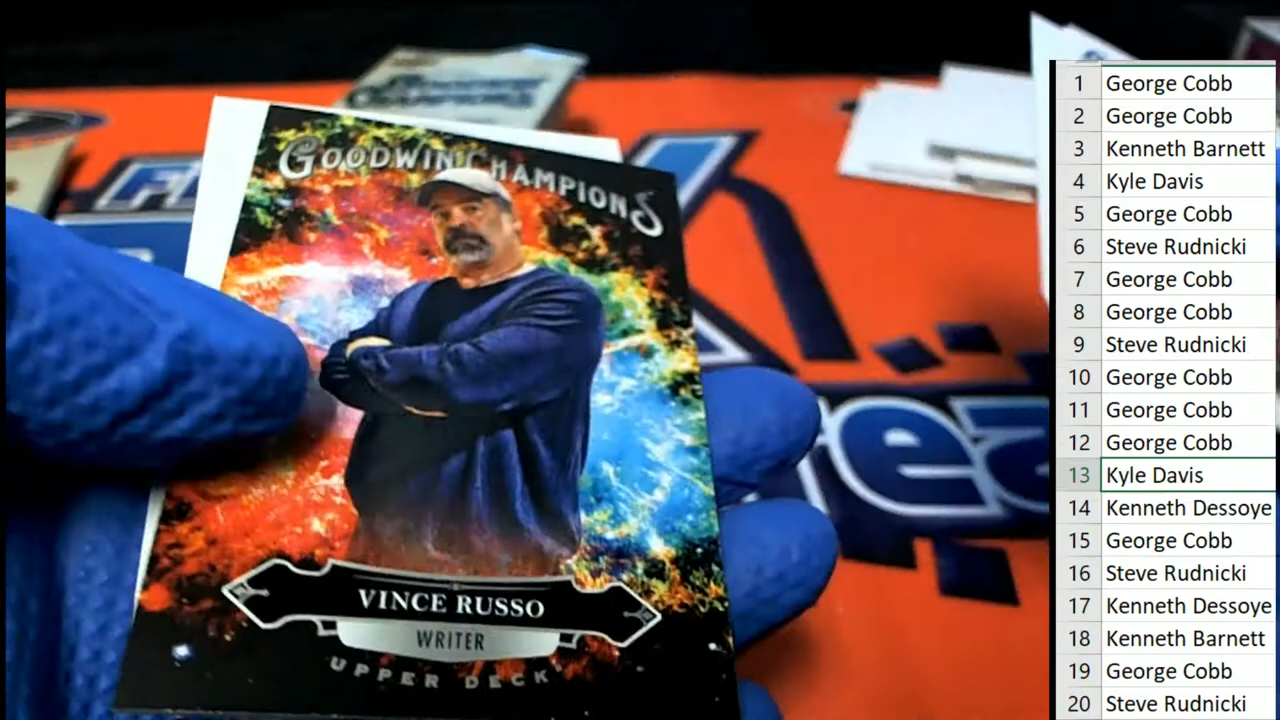 GOODWIN CHAMPIONS
VINCE RUSSO
WRITER
UPPER DECK
1 George Cobb
2 George Cobb
3 Kenneth Barnett
4 Kyle Davis
5 George Cobb
6 Steve Rudnicki
7 George Cobb
8 George Cobb
9 Steve Rudnicki
10 George Cobb
11 George Cobb
12 George Cobb
13 Kyle Davis
14 Kenneth Dessoye
15 George Cobb
16 Steve Rudnicki
17 Kenneth Dessoye
18 Kenneth Barnett
19 George Cobb
20 Steve Rudnicki